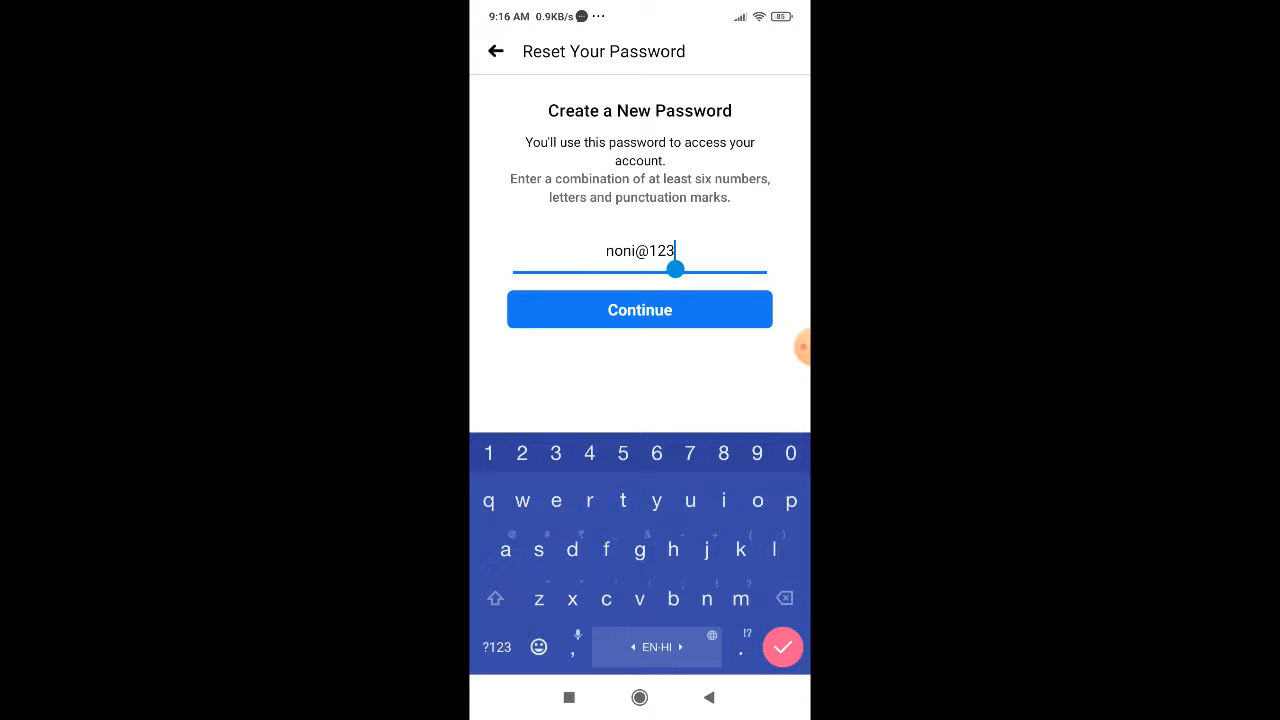 9:16 AM 0.9KB/s ...
85
Reset Your Password
Create a New Password
You'll use this password to access your
account.
Enter a combination of at least six numbers,
letters and punctuation marks.
noni@123
Continue
1 2 3 4 5 6 7 8 9 0
q w e r t y u i o p
@ # ₹ _ & - + ( )
a s d f g h j k l
* " ' : ; ! ?
z x c v b n m
?123 , EN-HI . !?